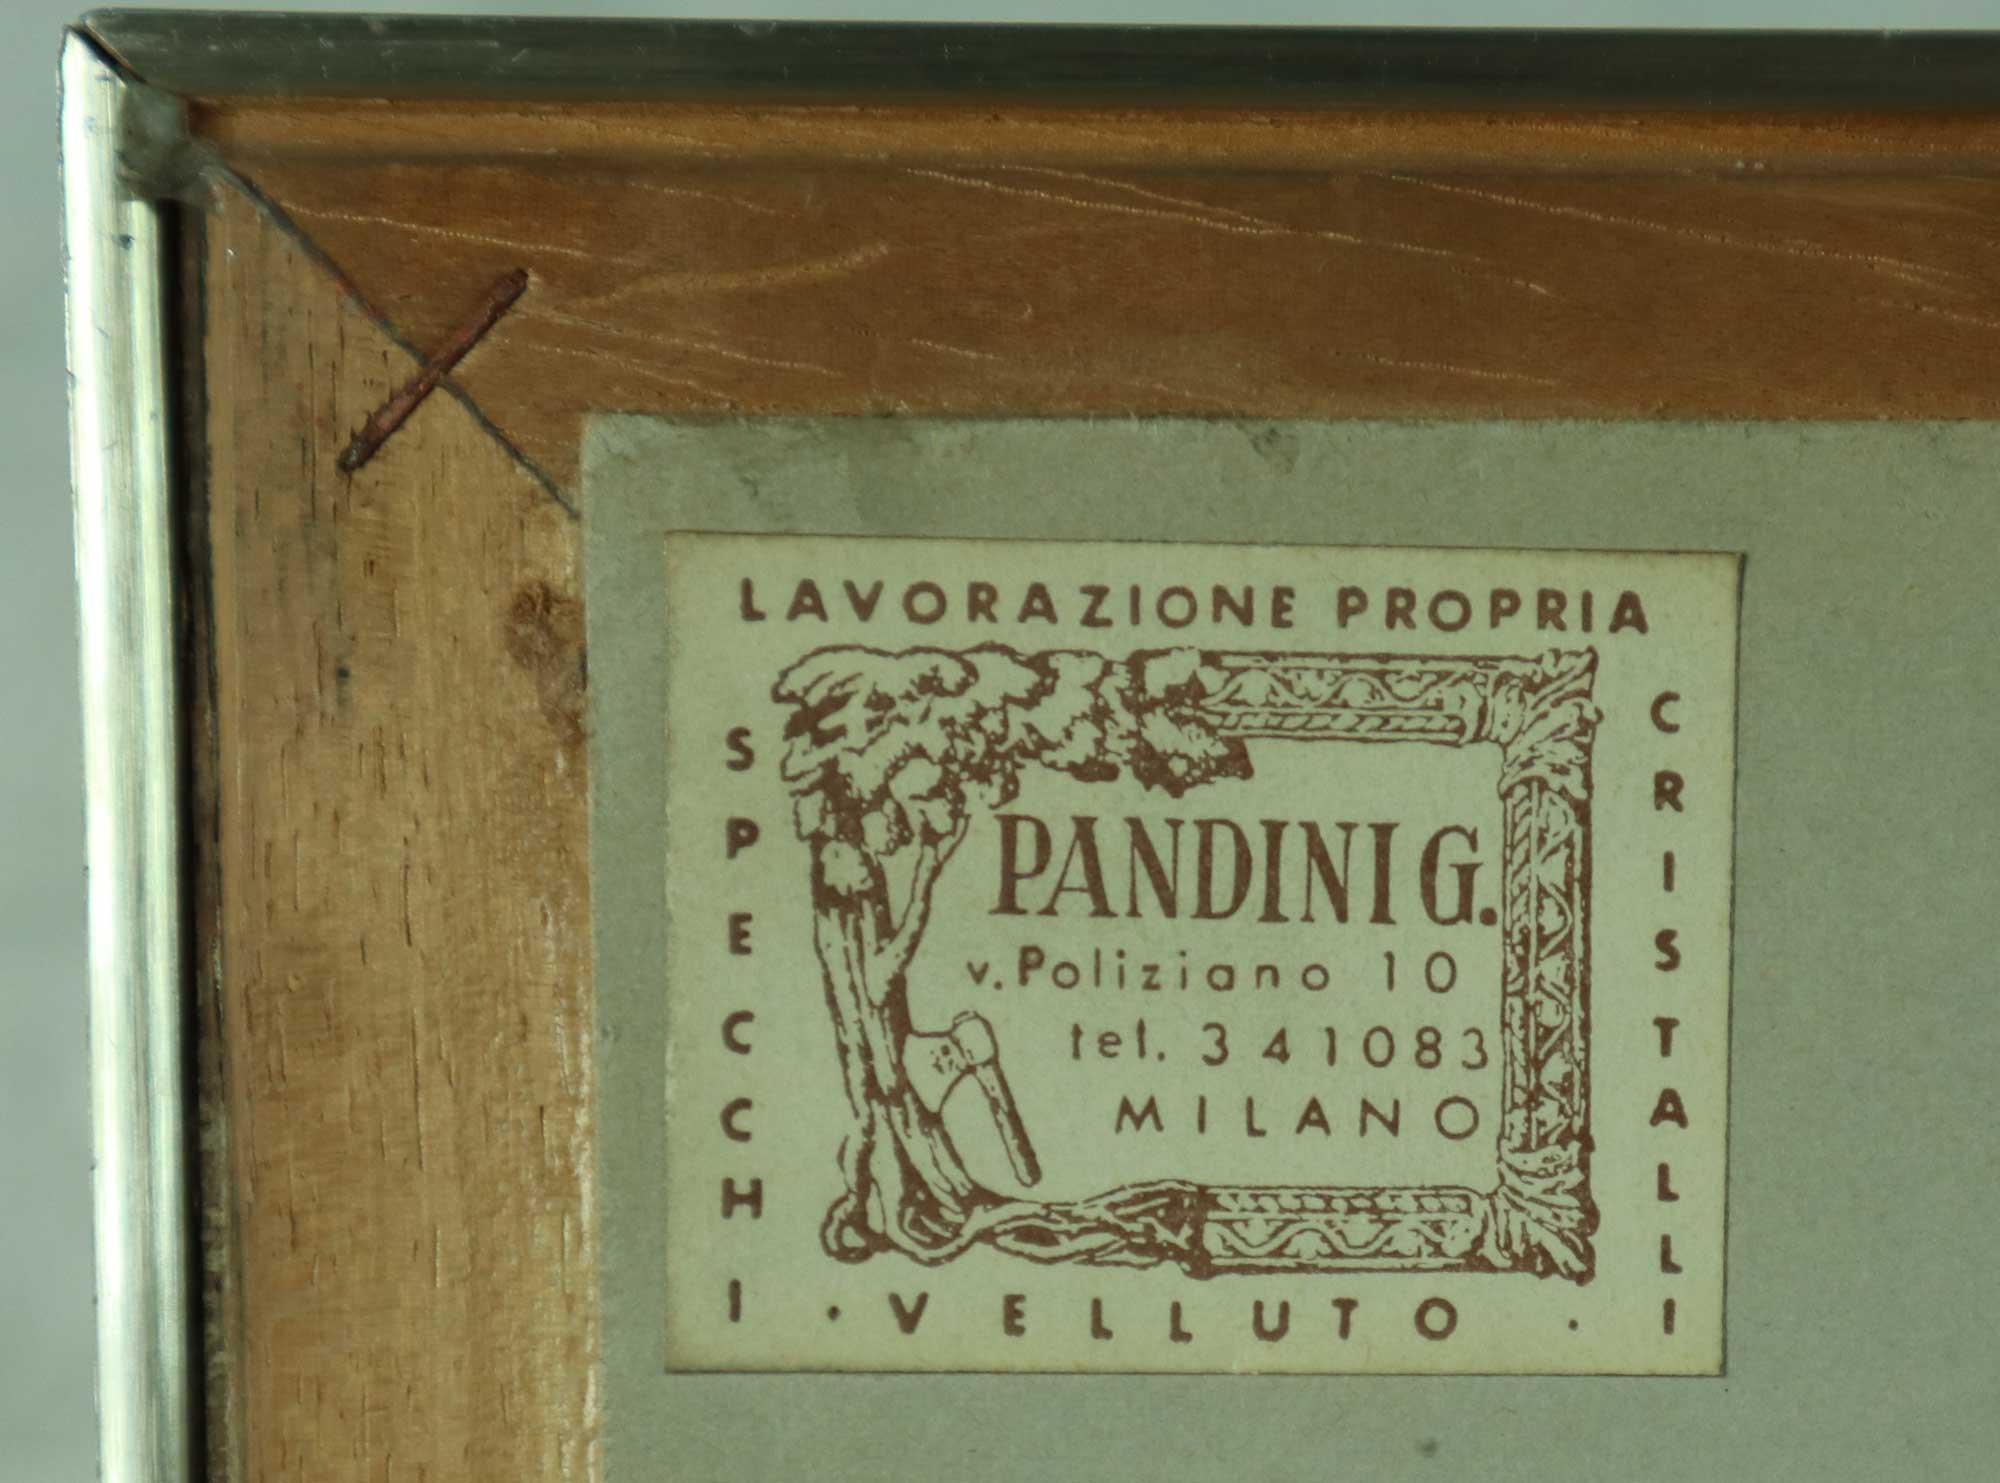 LAVORAZIONE PROPRIA
SPECCHI
PANDINI G.
v. Poliziano 10
tel. 341083
MILANO
CRISTALLI
· VELLUTO ·